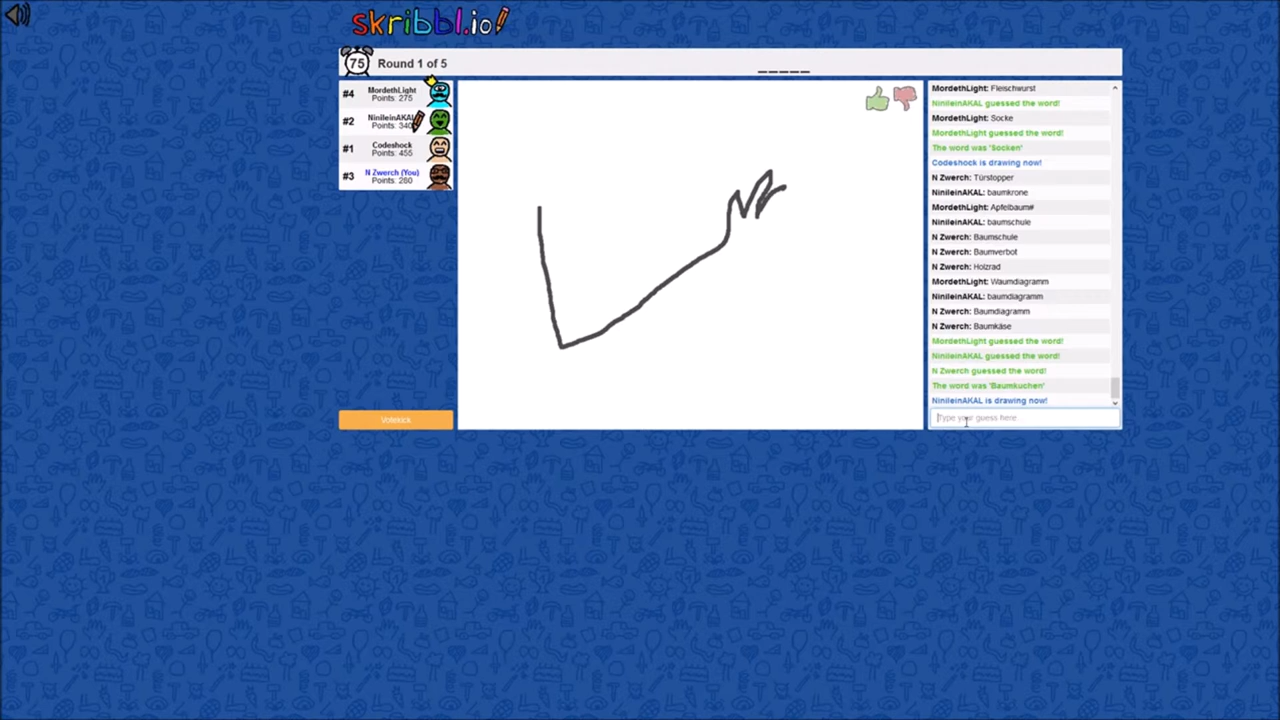 skribbl.io!
75 Round 1 of 5 _____
#4 MordethLight
Points: 275
#2 NinileinAKAL
Points: 340
#1 Codeshock
Points: 455
#3 N Zwerch (You)
Points: 280
Votekick
MordethLight: Fleischwurst
NinileinAKAL guessed the word!
MordethLight: Socke
MordethLight guessed the word!
The word was 'Socken'
Codeshock is drawing now!
N Zwerch: Türstopper
NinileinAKAL: baumkrone
MordethLight: Apfelbaum#
NinileinAKAL: baumschule
N Zwerch: Baumschule
N Zwerch: Baumverbot
N Zwerch: Holzrad
MordethLight: Waumdiagramm
NinileinAKAL: baumdiagramm
N Zwerch: Baumdiagramm
N Zwerch: Baumkäse
MordethLight guessed the word!
NinileinAKAL guessed the word!
N Zwerch guessed the word!
The word was 'Baumkuchen'
NinileinAKAL is drawing now!
Type your guess here